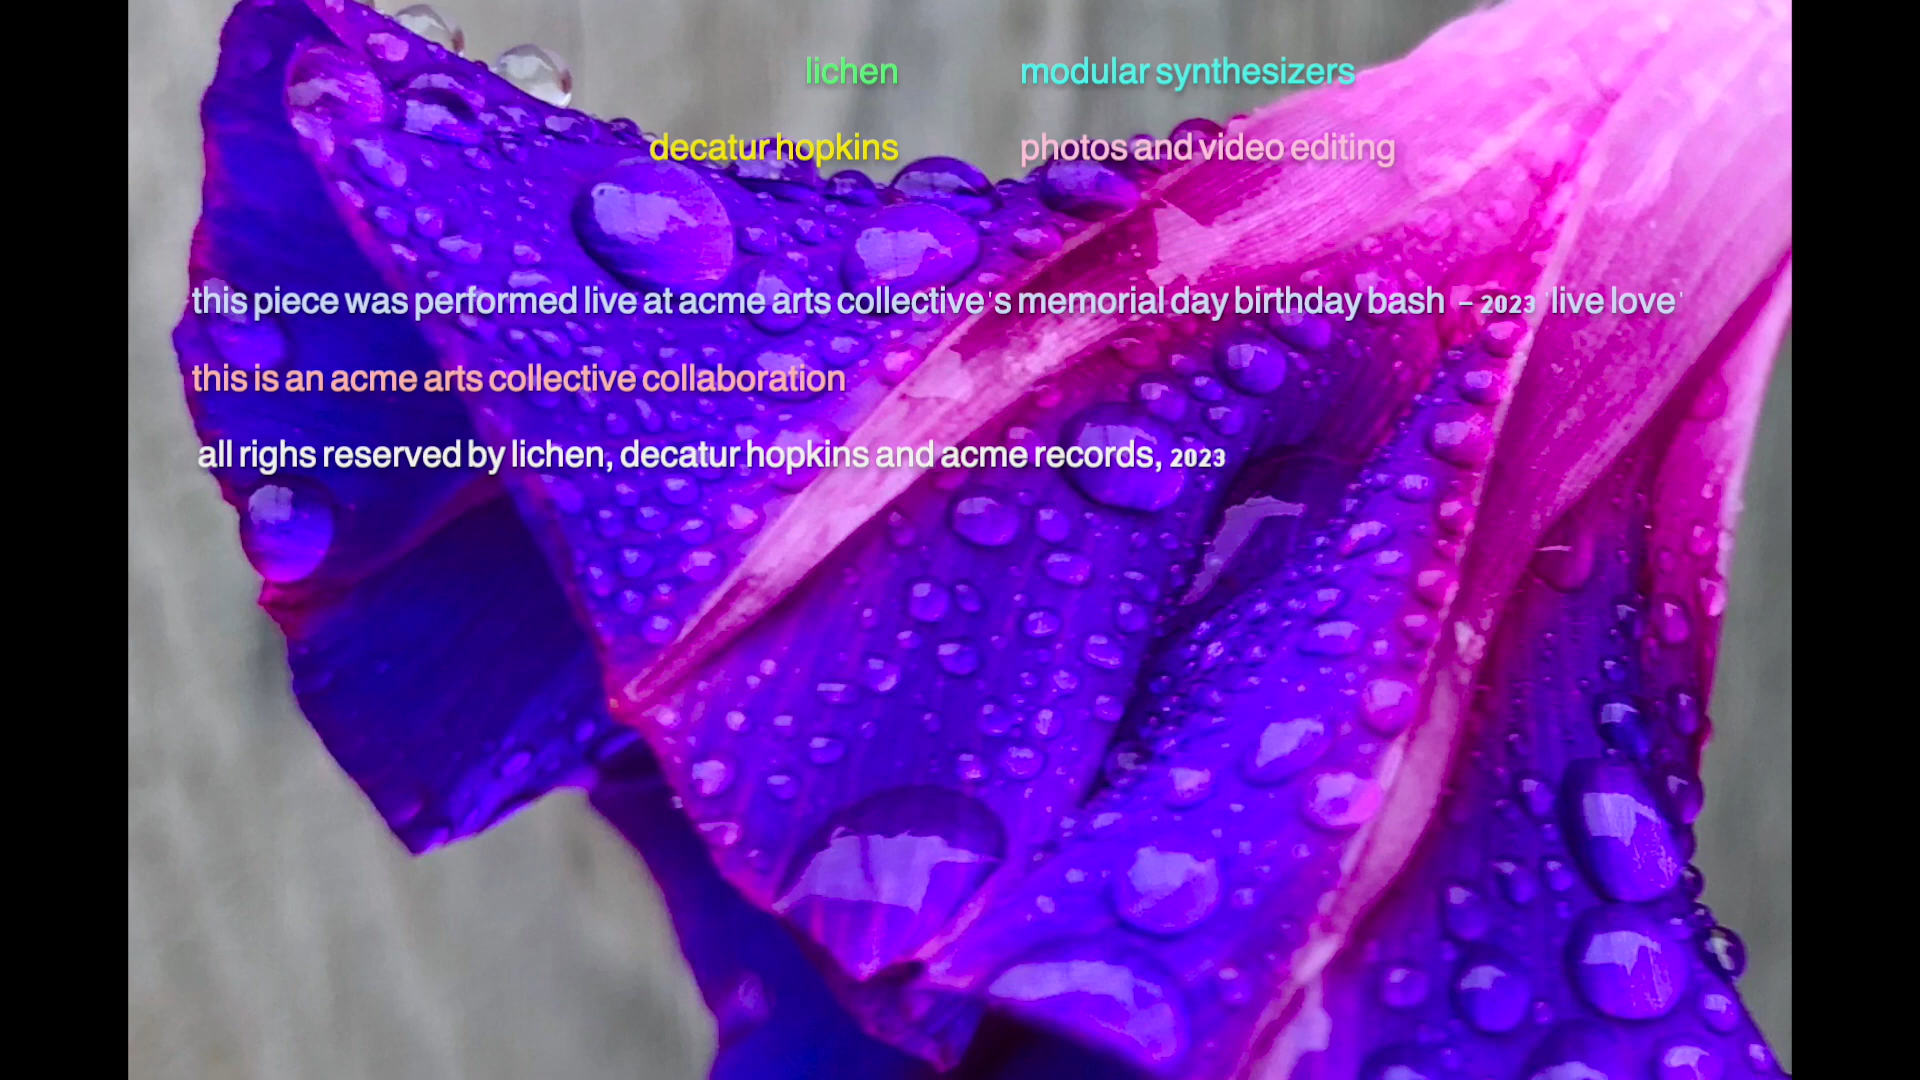 lichen modular synthesizers
decatur hopkins photos and video editing
this piece was performed live at acme arts collective's memorial day birthday bash – 2023 'live love'
this is an acme arts collective collaboration
all righs reserved by lichen, decatur hopkins and acme records, 2023